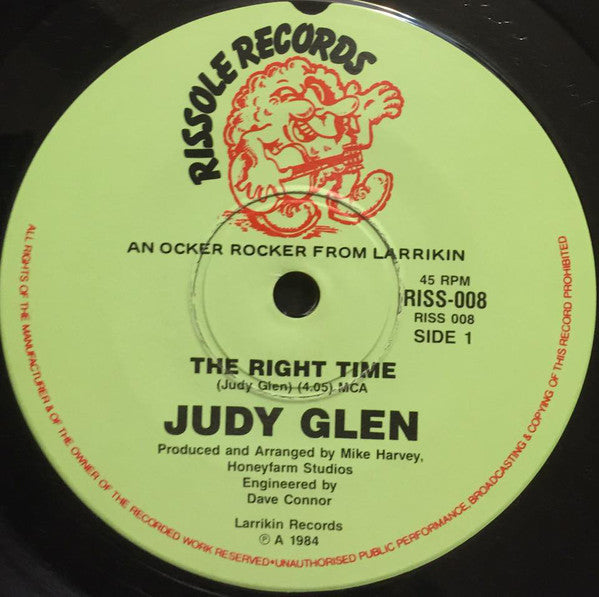 RISSOLE RECORDS
AN OCKER ROCKER FROM LARRIKIN
45 RPM
RISS-008
RISS 008
SIDE 1
THE RIGHT TIME
(Judy Glen) (4.05) MCA
JUDY GLEN
Produced and Arranged by Mike Harvey,
Honeyfarm Studios
Engineered by
Dave Connor
Larrikin Records
Ⓟ A 1984
ALL RIGHTS OF THE MANUFACTURER & OF THE OWNER OF THE RECORDED WORK RESERVED•UNAUTHORISED PUBLIC PERFORMANCE, BROADCASTING & COPYING OF THIS RECORD PROHIBITED